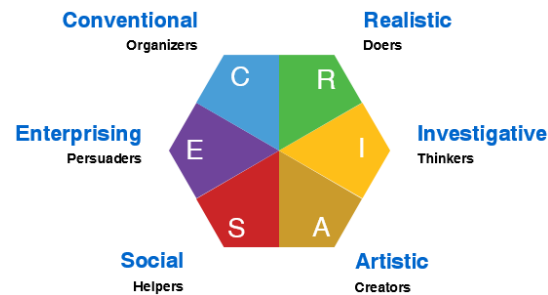 Conventional
Organizers
Realistic
Doers
C
R
Enterprising
Persuaders
E
I
Investigative
Thinkers
S
A
Social
Helpers
Artistic
Creators